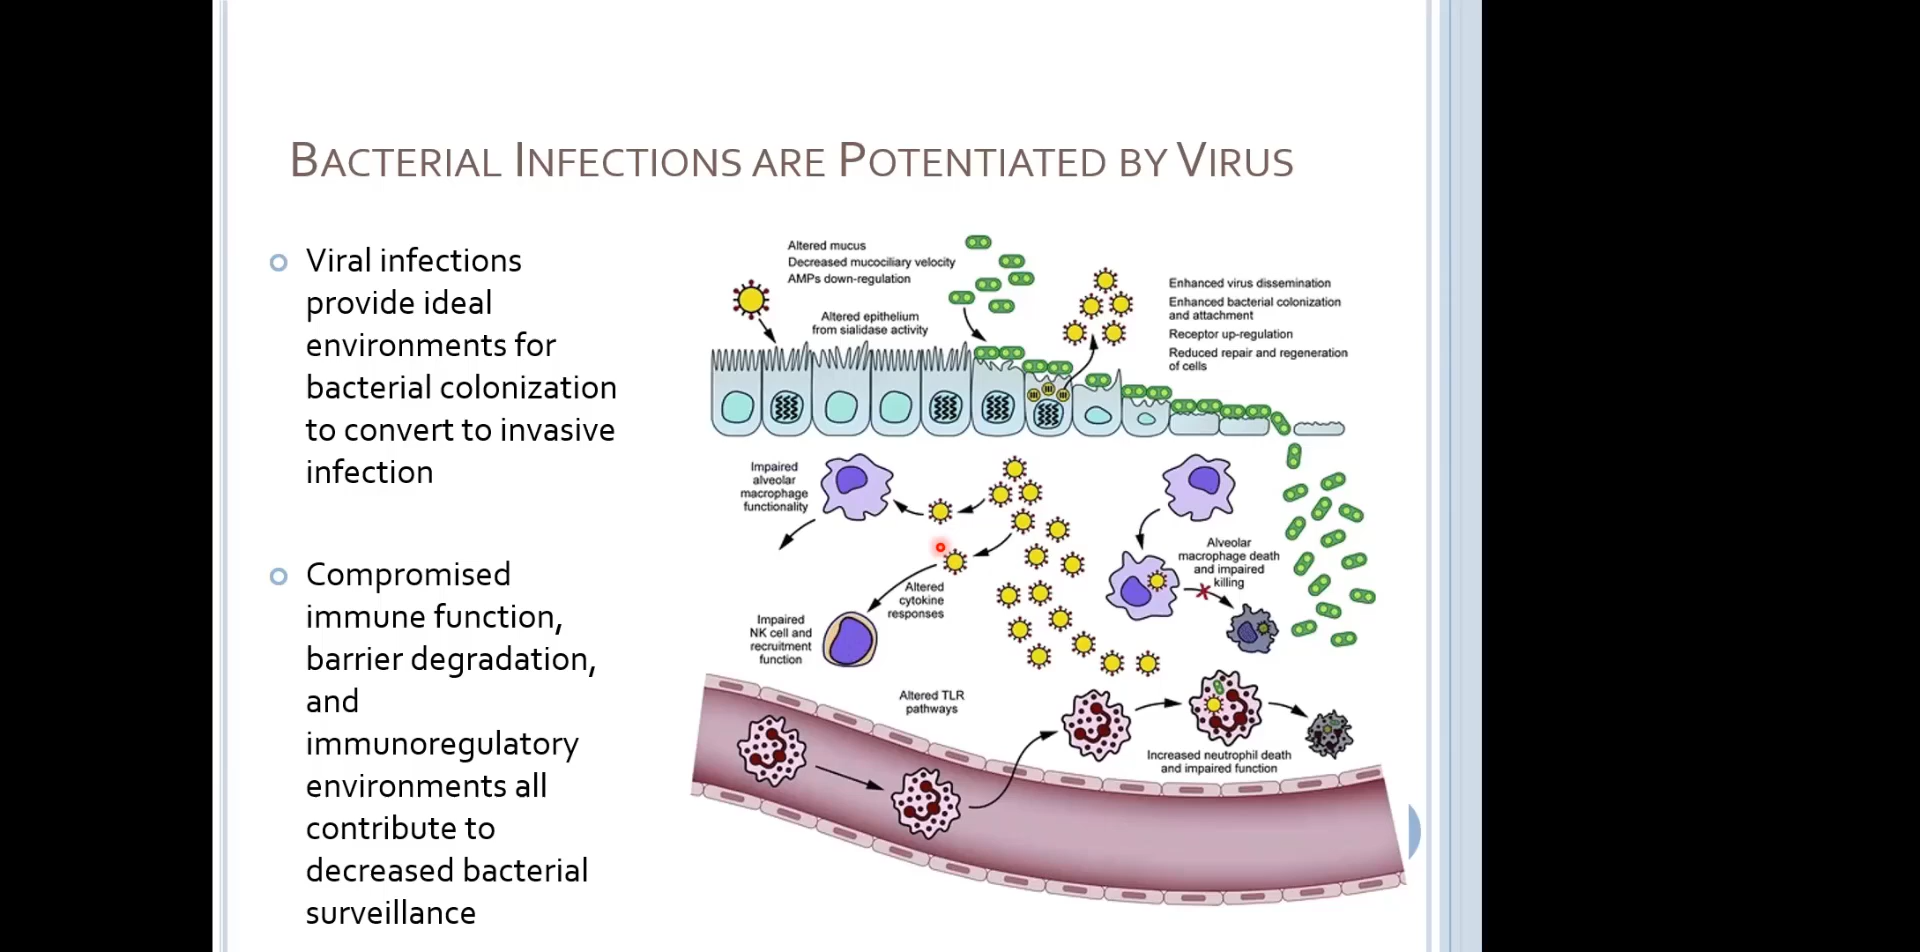 BACTERIAL INFECTIONS ARE POTENTIATED BY VIRUS
Viral infections
provide ideal
environments for
bacterial colonization
to convert to invasive
infection
Compromised
immune function,
barrier degradation,
and
immunoregulatory
environments all
contribute to
decreased bacterial
surveillance
Altered mucus
Decreased mucociliary velocity
AMPs down-regulation
Altered epithelium
from sialidase activity
Enhanced virus dissemination
Enhanced bacterial colonization
and attachment
Receptor up-regulation
Reduced repair and regeneration
of cells
Impaired
alveolar
macrophage
functionality
Alveolar
macrophage death
and impaired
killing
Altered
cytokine
responses
Impaired
NK cell and
recruitment
function
Altered TLR
pathways
Increased neutrophil death
and impaired function